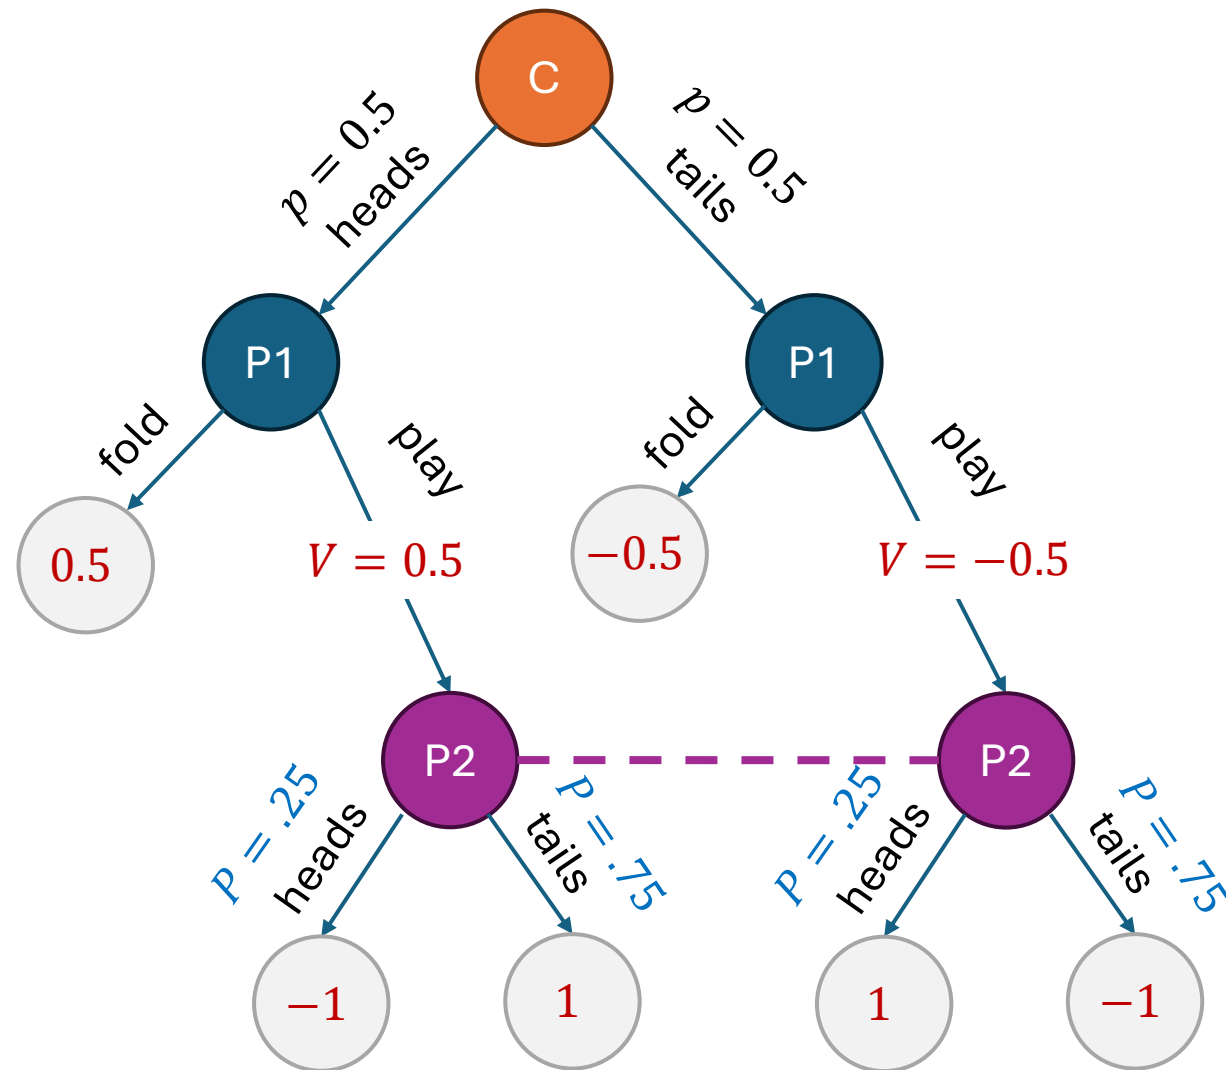 C
p = 0.5
heads
p = 0.5
tails
P1
P1
fold
play
fold
play
0.5
V = 0.5
−0.5
V = −0.5
P2
P2
P = .25
heads
P = .75
tails
P = .25
heads
P = .75
tails
−1
1
1
−1